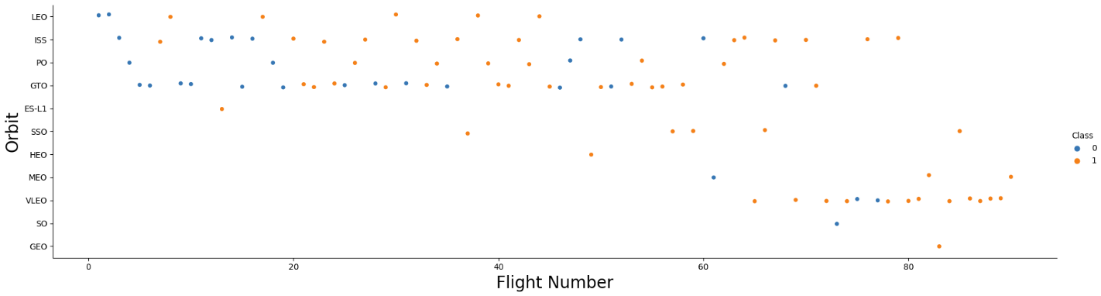 Orbit
LEO
ISS
PO
GTO
ES-L1
SSO
HEO
MEO
VLEO
SO
GEO
0 20 40 60 80
Flight Number
Class
0
1